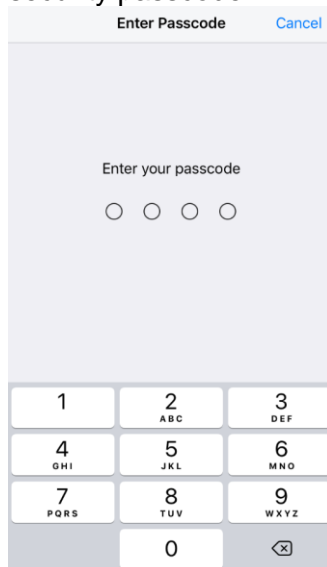 Enter Passcode Cancel
Enter your passcode
1 2 3
ABC DEF
4 5 6
GHI JKL MNO
7 8 9
PQRS TUV WXYZ
0